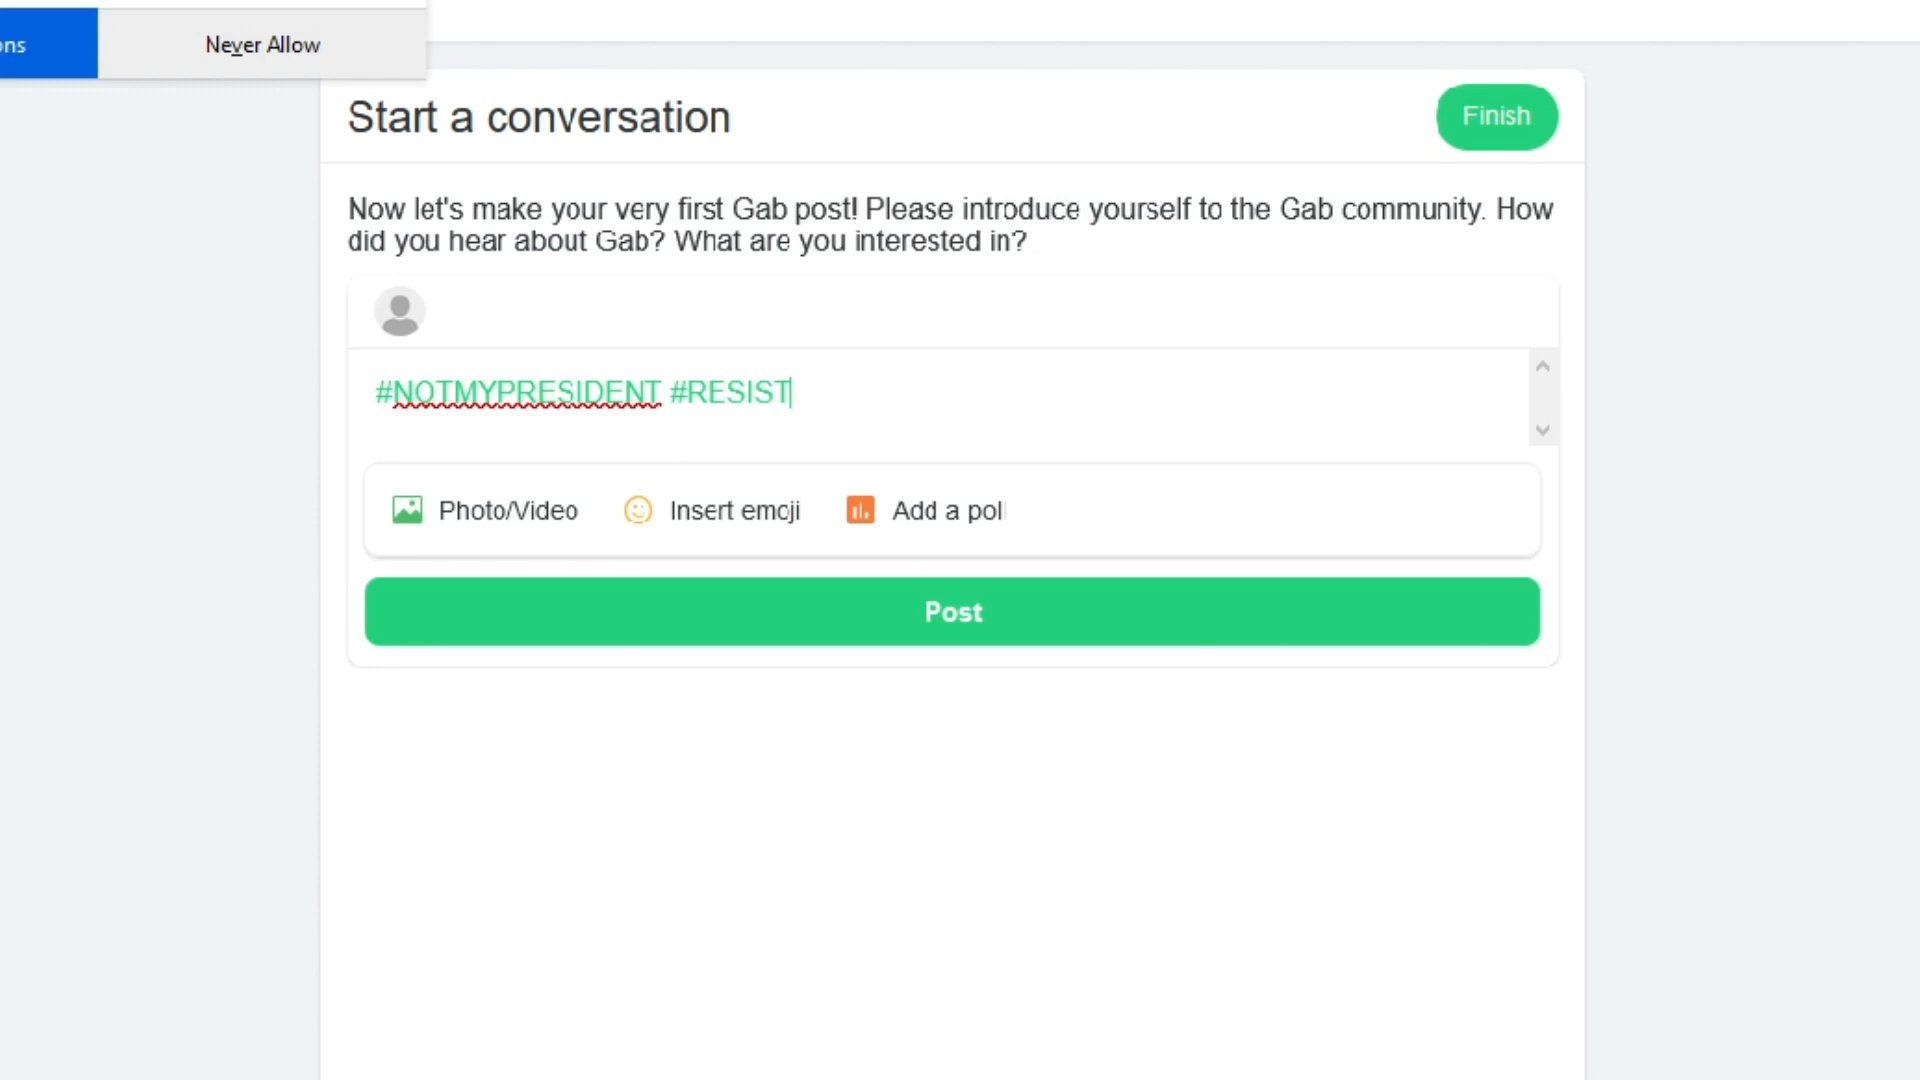 Never Allow
Start a conversation
Finish
Now let's make your very first Gab post! Please introduce yourself to the Gab community. How
did you hear about Gab? What are you interested in?
#NOTMYPRESIDENT #RESIST
Photo/Video Insert emoji Add a poll
Post